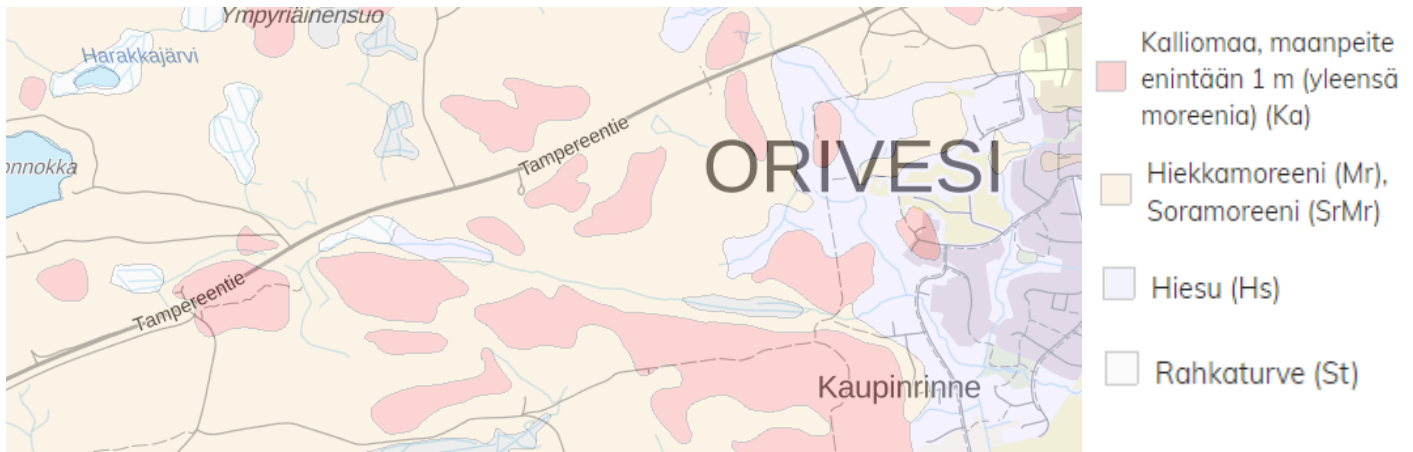 Ympyriäinensuo
Harakkajärvi
onnokka
Tampereentie
ORIVESI
Tampereentie
Kaupinrinne
Kalliomaa, maanpeite
enintään 1 m (yleensä
moreenia) (Ka)
Hiekkamoreeni (Mr),
Soramoreeni (SrMr)
Hiesu (Hs)
Rahkaturve (St)